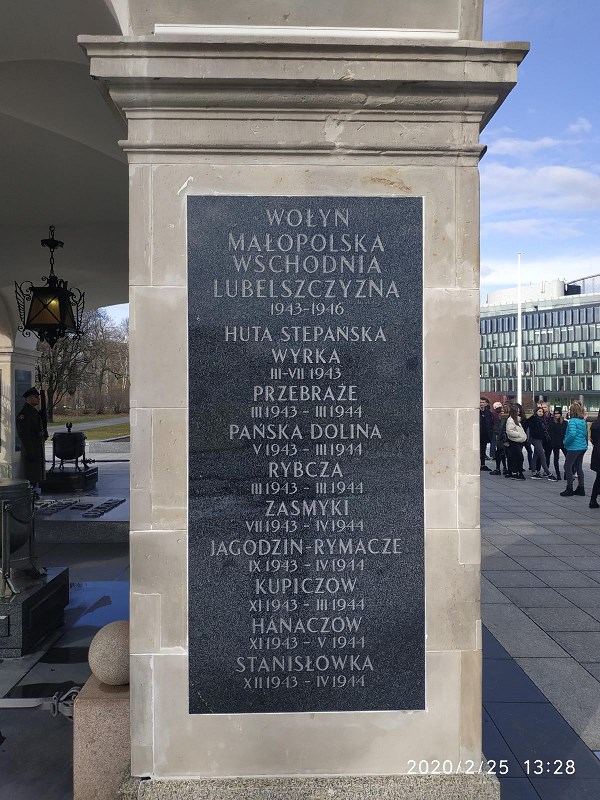 WOŁYŃ
MAŁOPOLSKA
WSCHODNIA
LUBELSZCZYZNA
1943-1946
HUTA STEPAŃSKA
WYRKA
III-VII 1943
PRZEBRAŻE
III 1943 - III 1944
PAŃSKA DOLINA
V 1943 - III 1944
RYBCZA
III 1943 - III 1944
ZASMYKI
VII 1943 - IV 1944
JAGODZIN-RYMACZE
IX 1943 - IV 1944
KUPICZÓW
XI 1943 - III 1944
HANACZÓW
XI 1943 - V 1944
STANISŁÓWKA
XII 1943 - IV 1944
2020/2/25 13:28